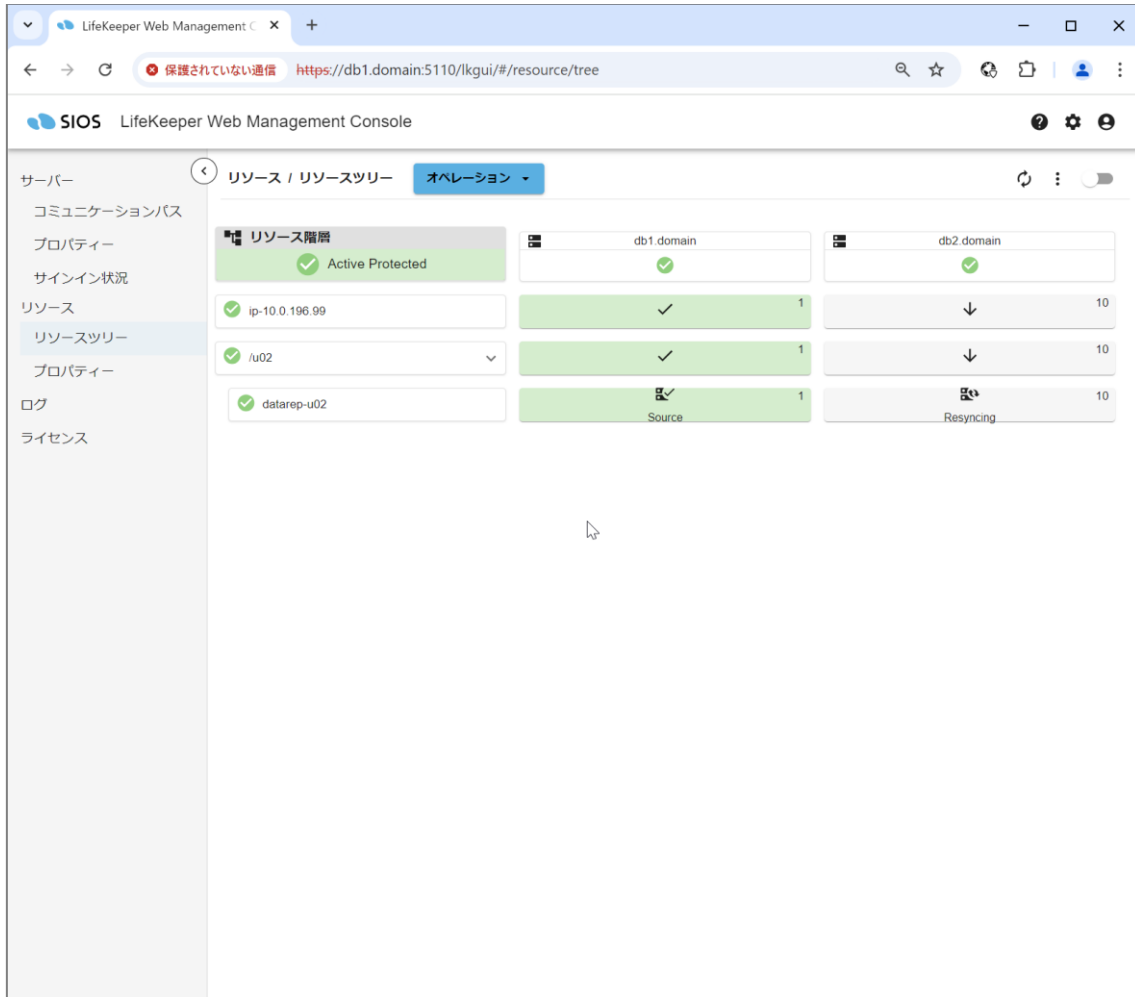 LifeKeeper Web Management C
保護されていない通信 https://db1.domain:5110/lkgui/#/resource/tree
SIOS LifeKeeper Web Management Console
サーバー
コミュニケーションパス
プロパティー
サインイン状況
リソース
リソースツリー
プロパティー
ログ
ライセンス
リソース / リソースツリー オペレーション
リソース階層 db1.domain db2.domain
Active Protected
ip-10.0.196.99 1 10
/u02 1 10
datarep-u02 1 10
Source Resyncing